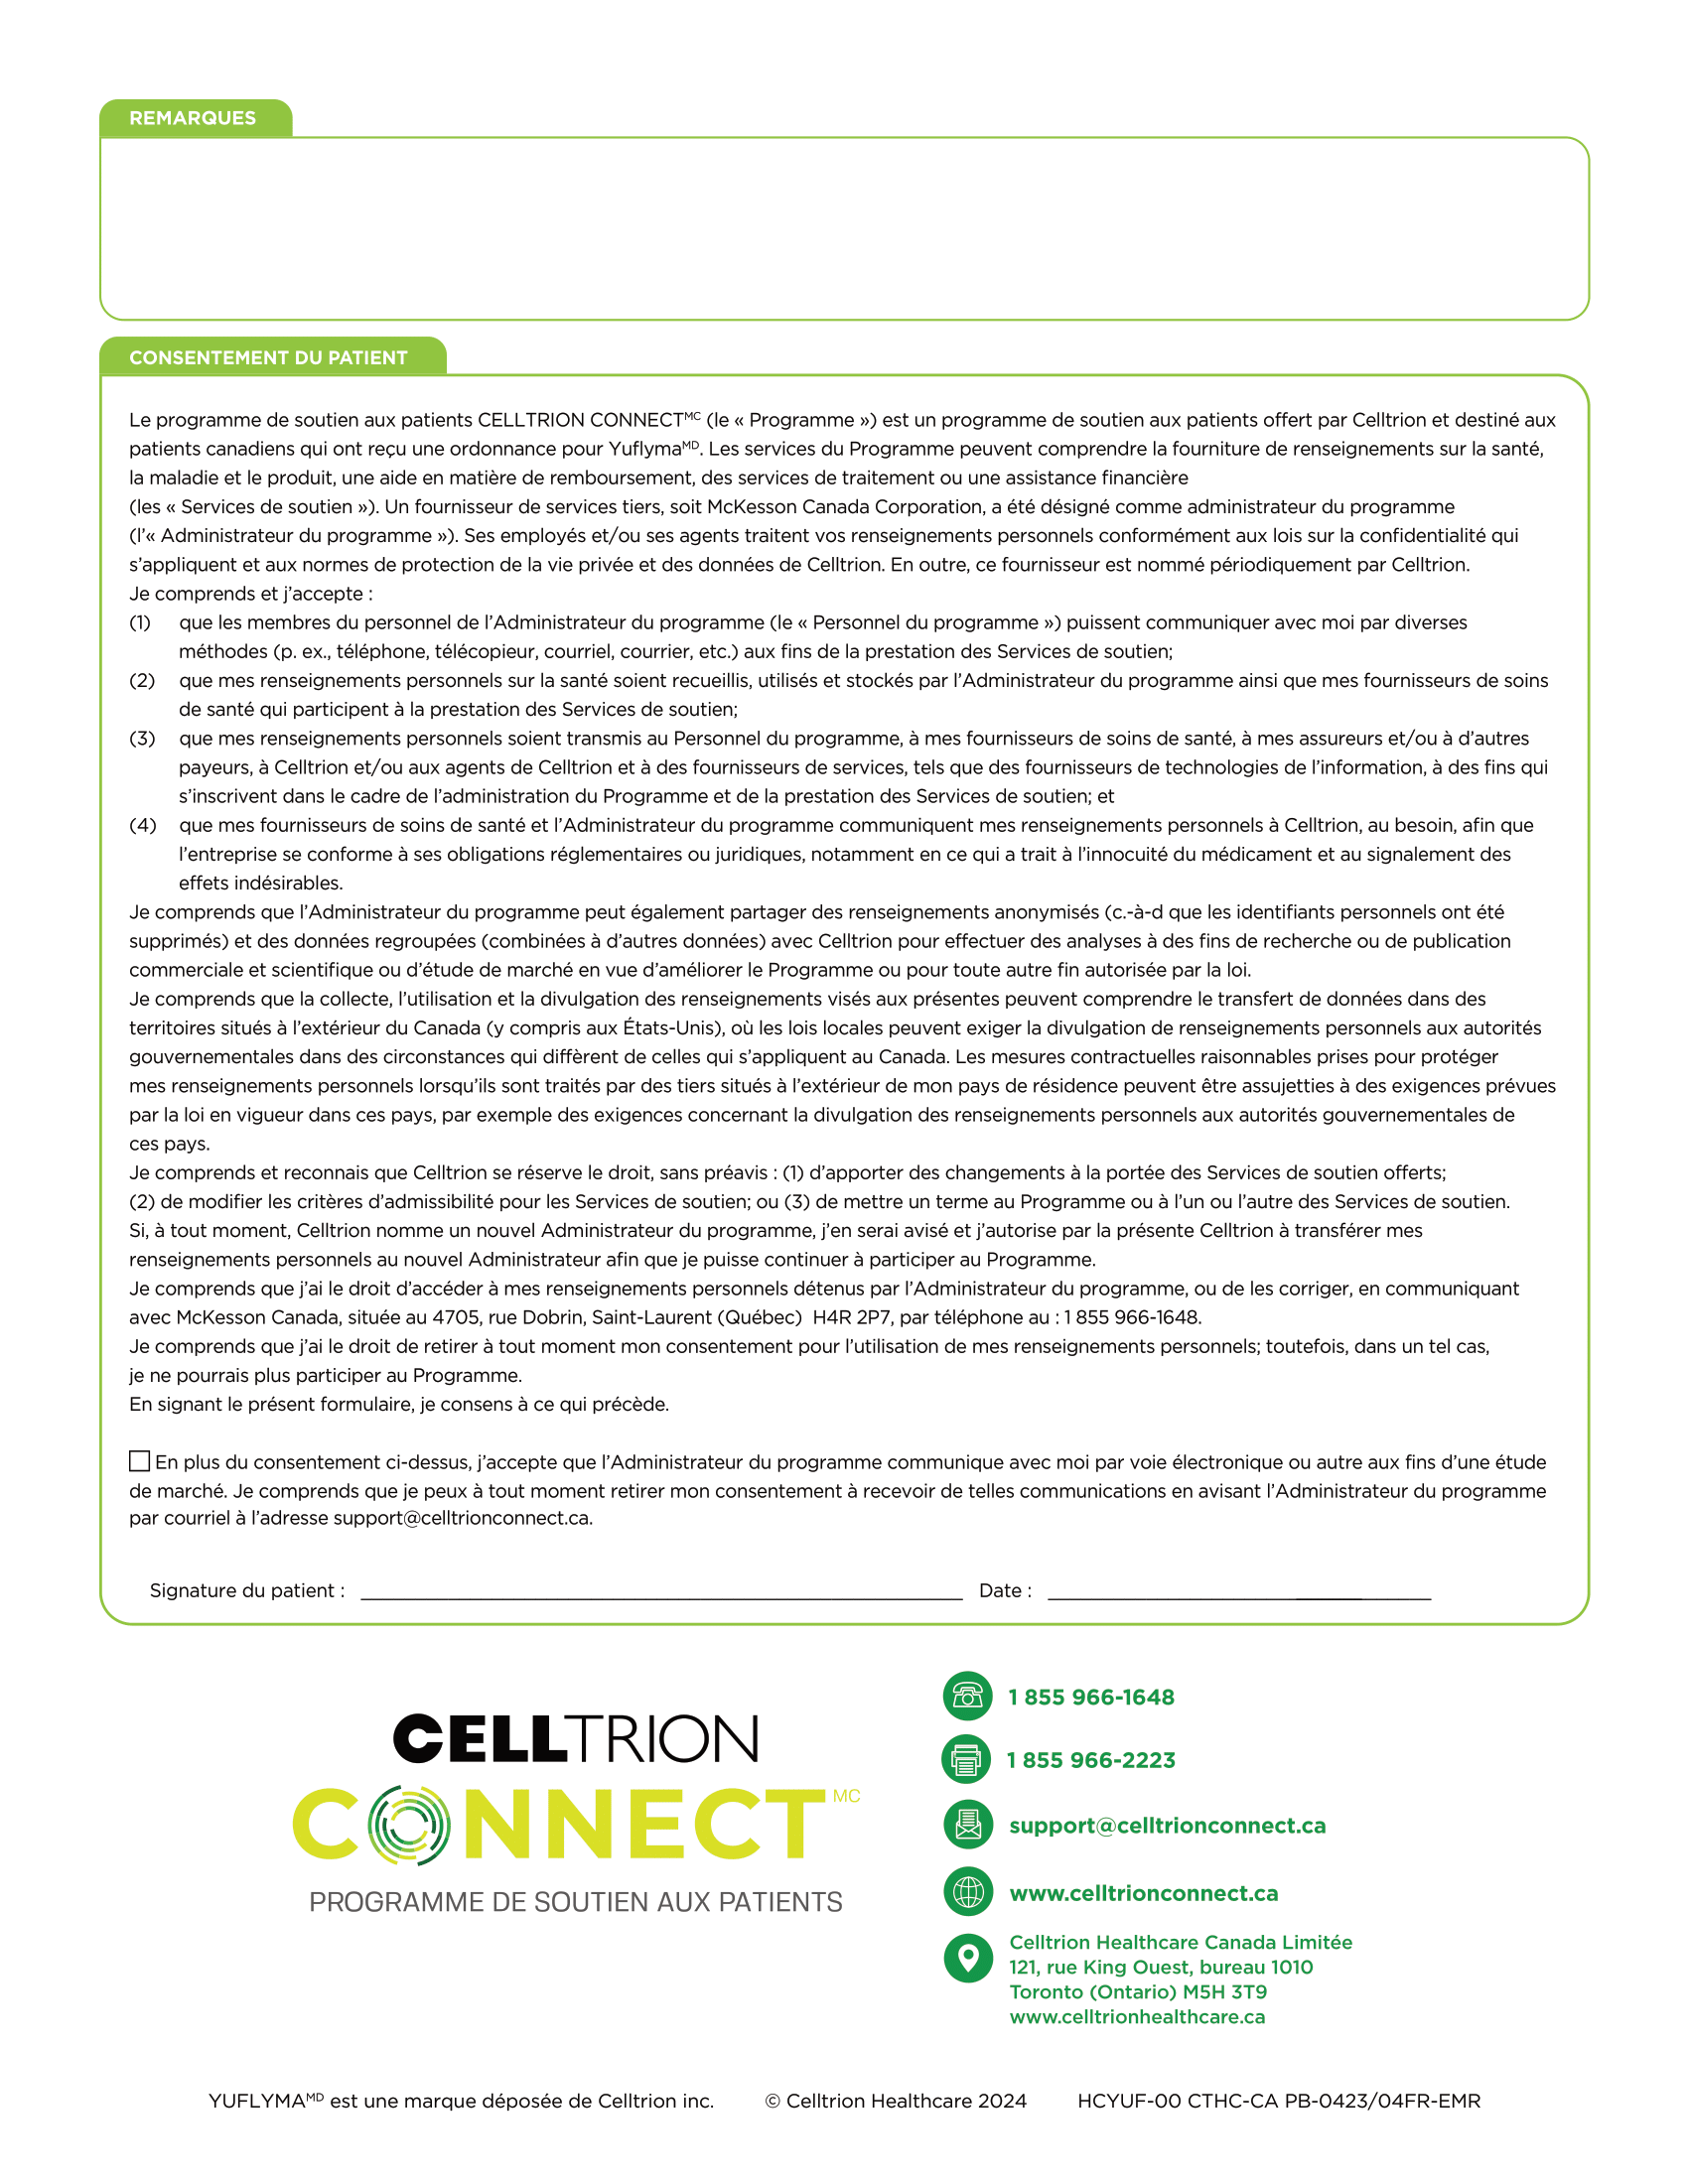 REMARQUES
CONSENTEMENT DU PATIENT
Le programme de soutien aux patients CELLTRION CONNECTᴹᶜ (le « Programme ») est un programme de soutien aux patients offert par Celltrion et destiné aux
patients canadiens qui ont reçu une ordonnance pour Yuflymaᴹᴰ. Les services du Programme peuvent comprendre la fourniture de renseignements sur la santé,
la maladie et le produit, une aide en matière de remboursement, des services de traitement ou une assistance financière
(les « Services de soutien »). Un fournisseur de services tiers, soit McKesson Canada Corporation, a été désigné comme administrateur du programme
(l’« Administrateur du programme »). Ses employés et/ou ses agents traitent vos renseignements personnels conformément aux lois sur la confidentialité qui
s’appliquent et aux normes de protection de la vie privée et des données de Celltrion. En outre, ce fournisseur est nommé périodiquement par Celltrion.
Je comprends et j’accepte :
(1) que les membres du personnel de l’Administrateur du programme (le « Personnel du programme ») puissent communiquer avec moi par diverses
méthodes (p. ex., téléphone, télécopieur, courriel, courrier, etc.) aux fins de la prestation des Services de soutien;
(2) que mes renseignements personnels sur la santé soient recueillis, utilisés et stockés par l’Administrateur du programme ainsi que mes fournisseurs de soins
de santé qui participent à la prestation des Services de soutien;
(3) que mes renseignements personnels soient transmis au Personnel du programme, à mes fournisseurs de soins de santé, à mes assureurs et/ou à d’autres
payeurs, à Celltrion et/ou aux agents de Celltrion et à des fournisseurs de services, tels que des fournisseurs de technologies de l’information, à des fins qui
s’inscrivent dans le cadre de l’administration du Programme et de la prestation des Services de soutien; et
(4) que mes fournisseurs de soins de santé et l’Administrateur du programme communiquent mes renseignements personnels à Celltrion, au besoin, afin que
l’entreprise se conforme à ses obligations réglementaires ou juridiques, notamment en ce qui a trait à l’innocuité du médicament et au signalement des
effets indésirables.
Je comprends que l’Administrateur du programme peut également partager des renseignements anonymisés (c.-à-d que les identifiants personnels ont été
supprimés) et des données regroupées (combinées à d’autres données) avec Celltrion pour effectuer des analyses à des fins de recherche ou de publication
commerciale et scientifique ou d’étude de marché en vue d’améliorer le Programme ou pour toute autre fin autorisée par la loi.
Je comprends que la collecte, l’utilisation et la divulgation des renseignements visés aux présentes peuvent comprendre le transfert de données dans des
territoires situés à l’extérieur du Canada (y compris aux États-Unis), où les lois locales peuvent exiger la divulgation de renseignements personnels aux autorités
gouvernementales dans des circonstances qui diffèrent de celles qui s’appliquent au Canada. Les mesures contractuelles raisonnables prises pour protéger
mes renseignements personnels lorsqu’ils sont traités par des tiers situés à l’extérieur de mon pays de résidence peuvent être assujetties à des exigences prévues
par la loi en vigueur dans ces pays, par exemple des exigences concernant la divulgation des renseignements personnels aux autorités gouvernementales de
ces pays.
Je comprends et reconnais que Celltrion se réserve le droit, sans préavis : (1) d’apporter des changements à la portée des Services de soutien offerts;
(2) de modifier les critères d’admissibilité pour les Services de soutien; ou (3) de mettre un terme au Programme ou à l’un ou l’autre des Services de soutien.
Si, à tout moment, Celltrion nomme un nouvel Administrateur du programme, j’en serai avisé et j’autorise par la présente Celltrion à transférer mes
renseignements personnels au nouvel Administrateur afin que je puisse continuer à participer au Programme.
Je comprends que j’ai le droit d’accéder à mes renseignements personnels détenus par l’Administrateur du programme, ou de les corriger, en communiquant
avec McKesson Canada, située au 4705, rue Dobrin, Saint-Laurent (Québec) H4R 2P7, par téléphone au : 1 855 966-1648.
Je comprends que j’ai le droit de retirer à tout moment mon consentement pour l’utilisation de mes renseignements personnels; toutefois, dans un tel cas,
je ne pourrais plus participer au Programme.
En signant le présent formulaire, je consens à ce qui précède.
En plus du consentement ci-dessus, j’accepte que l’Administrateur du programme communique avec moi par voie électronique ou autre aux fins d’une étude
de marché. Je comprends que je peux à tout moment retirer mon consentement à recevoir de telles communications en avisant l’Administrateur du programme
par courriel à l’adresse support@celltrionconnect.ca.
Signature du patient : Date :
CELLTRION
CONNECT MC
PROGRAMME DE SOUTIEN AUX PATIENTS
1 855 966-1648
1 855 966-2223
support@celltrionconnect.ca
www.celltrionconnect.ca
Celltrion Healthcare Canada Limitée
121, rue King Ouest, bureau 1010
Toronto (Ontario) M5H 3T9
www.celltrionhealthcare.ca
YUFLYMAᴹᴰ est une marque déposée de Celltrion inc. © Celltrion Healthcare 2024 HCYUF-00 CTHC-CA PB-0423/04FR-EMR